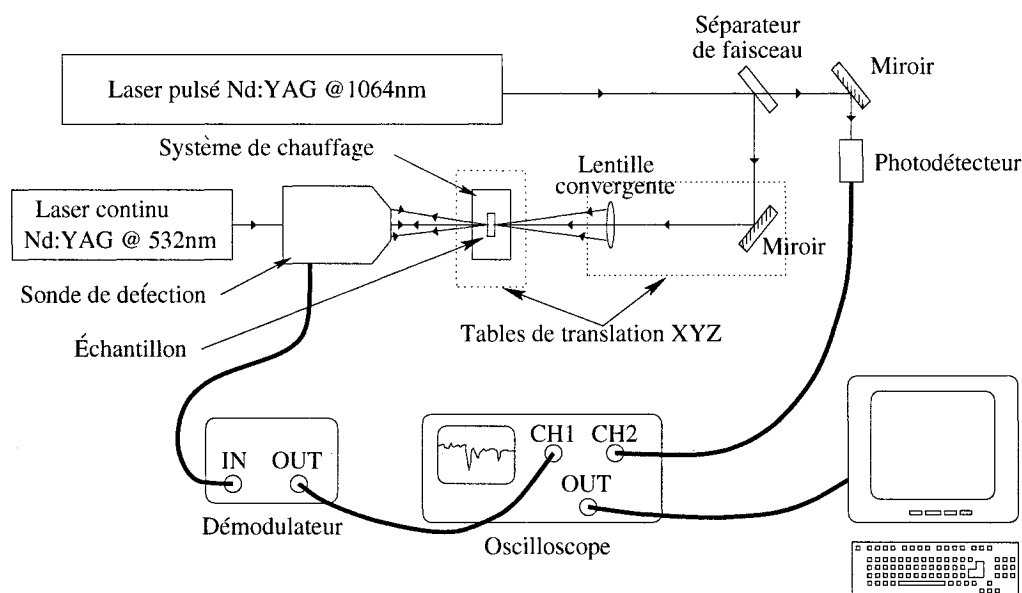 Séparateur
de faisceau
Miroir
Laser pulsé Nd:YAG @1064nm
Système de chauffage
Lentille
convergente
Photodétecteur
Laser continu
Nd:YAG @ 532nm
Miroir
Sonde de détection
Tables de translation XYZ
Échantillon
CH1 CH2
IN OUT
OUT
Démodulateur
Oscilloscope